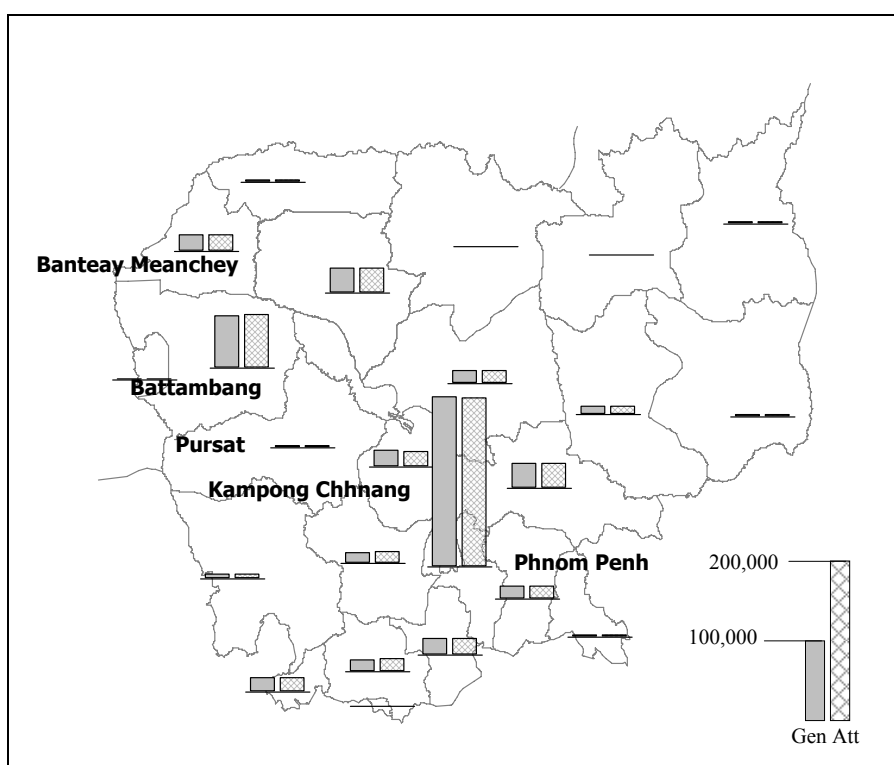 Banteay Meanchey
Battambang
Pursat
Kampong Chhnang
Phnom Penh
200,000
100,000
Gen Att